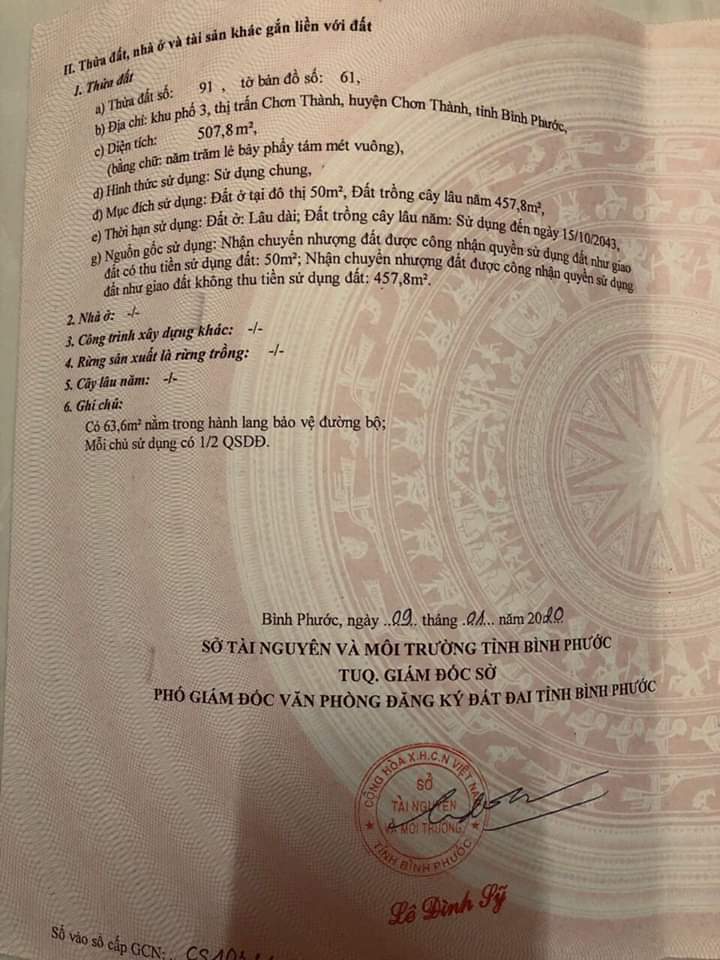 II. Thửa đất, nhà ở và tài sản khác gắn liền với đất
1. Thửa đất
a) Thửa đất số: 91 , tờ bản đồ số: 61,
b) Địa chỉ: khu phố 3, thị trấn Chơn Thành, huyện Chơn Thành, tỉnh Bình Phước,
c) Diện tích: 507,8 m²,
(bằng chữ: năm trăm lẻ bảy phẩy tám mét vuông),
d) Hình thức sử dụng: Sử dụng chung,
đ) Mục đích sử dụng: Đất ở tại đô thị 50m², Đất trồng cây lâu năm 457,8m²,
e) Thời hạn sử dụng: Đất ở: Lâu dài; Đất trồng cây lâu năm: Sử dụng đến ngày 15/10/2043,
g) Nguồn gốc sử dụng: Nhận chuyển nhượng đất được công nhận quyền sử dụng đất như giao
đất có thu tiền sử dụng đất: 50m²; Nhận chuyển nhượng đất được công nhận quyền sử dụng
đất như giao đất không thu tiền sử dụng đất: 457,8m².
2. Nhà ở: -/-
3. Công trình xây dựng khác: -/-
4. Rừng sản xuất là rừng trồng: -/-
5. Cây lâu năm: -/-
6. Ghi chú:
Có 63,6m² nằm trong hành lang bảo vệ đường bộ;
Mỗi chủ sử dụng có 1/2 QSDĐ.
Bình Phước, ngày ..09.. tháng .01... năm 2020
SỞ TÀI NGUYÊN VÀ MÔI TRƯỜNG TỈNH BÌNH PHƯỚC
TUQ. GIÁM ĐỐC SỞ
PHÓ GIÁM ĐỐC VĂN PHÒNG ĐĂNG KÝ ĐẤT ĐAI TỈNH BÌNH PHƯỚC
CỘNG HÒA X.H.C.N VIỆT NAM
SỞ
TÀI NGUYÊN
VÀ MÔI TRƯỜNG
TỈNH BÌNH PHƯỚC
Lê Đình Sỹ
Số vào sổ cấp GCN: